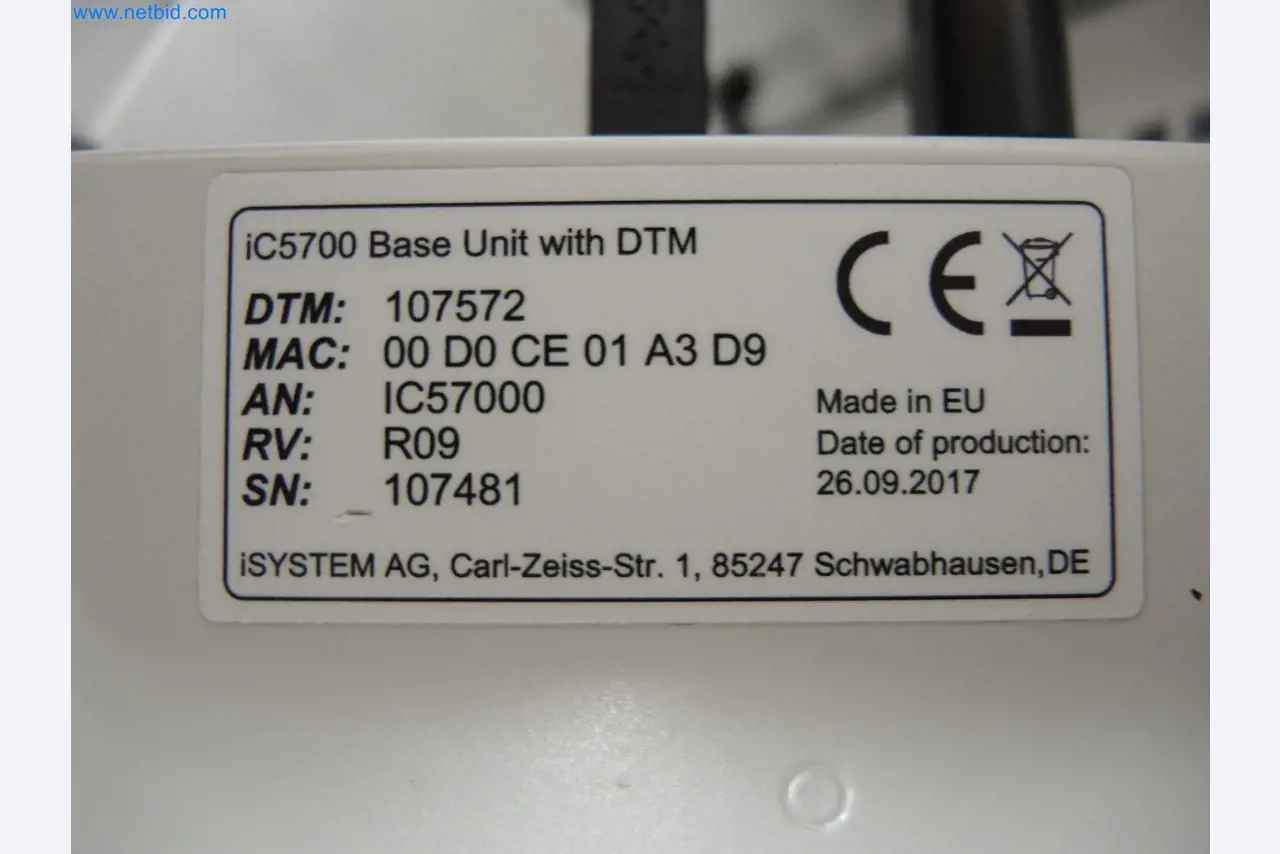 www.netbid.com
iC5700 Base Unit with DTM
DTM: 107572
MAC: 00 D0 CE 01 A3 D9
AN: IC57000
RV: R09
SN: 107481
CE
Made in EU
Date of production:
26.09.2017
iSYSTEM AG, Carl-Zeiss-Str. 1, 85247 Schwabhausen, DE